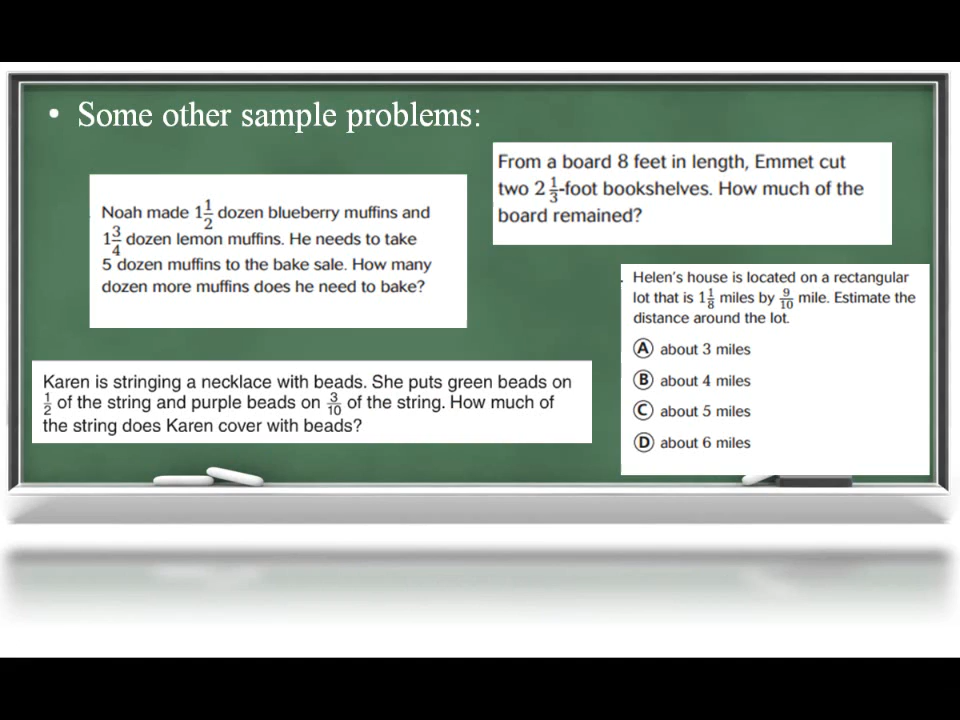 • Some other sample problems:
Noah made 1 1/2 dozen blueberry muffins and
1 3/4 dozen lemon muffins. He needs to take
5 dozen muffins to the bake sale. How many
dozen more muffins does he need to bake?
From a board 8 feet in length, Emmet cut
two 2 1/3-foot bookshelves. How much of the
board remained?
Helen's house is located on a rectangular
lot that is 1 1/8 miles by 9/10 mile. Estimate the
distance around the lot.
A about 3 miles
B about 4 miles
C about 5 miles
D about 6 miles
Karen is stringing a necklace with beads. She puts green beads on
1/2 of the string and purple beads on 3/10 of the string. How much of
the string does Karen cover with beads?